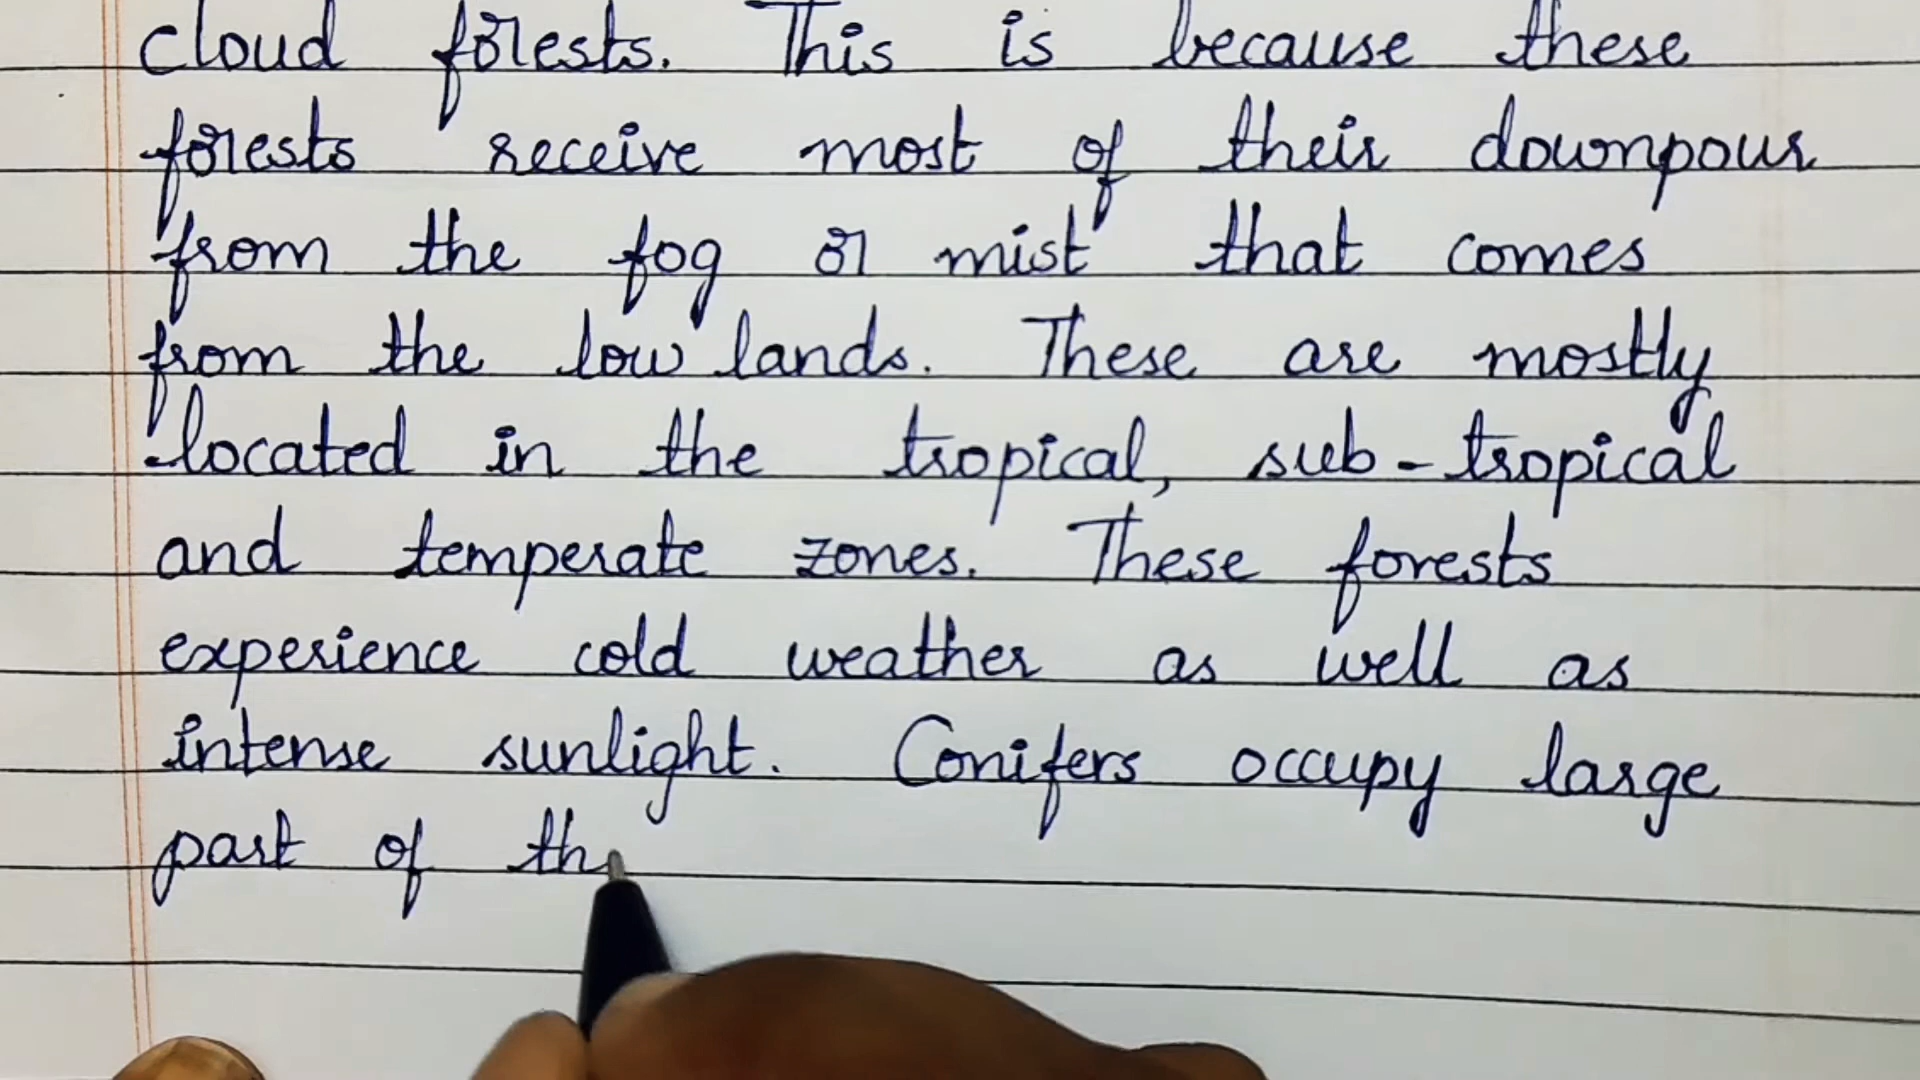 cloud forests. This is because these
forests receive most of their downpour
from the fog or mist that comes
from the low lands. These are mostly
located in the tropical, sub-tropical
and temperate zones. These forests
experience cold weather as well as
intense sunlight. Conifers occupy large
part of th